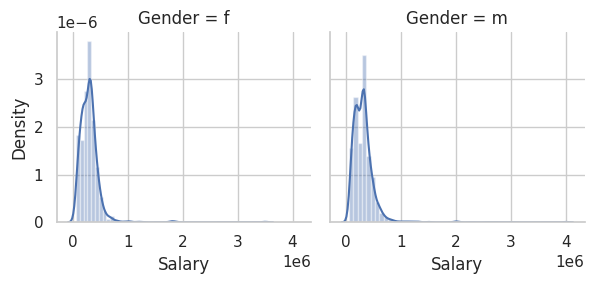 Gender = f
Gender = m
1e−6
3
2
1
0
Density
0 1 2 3 4
1e6
Salary
0 1 2 3 4
1e6
Salary